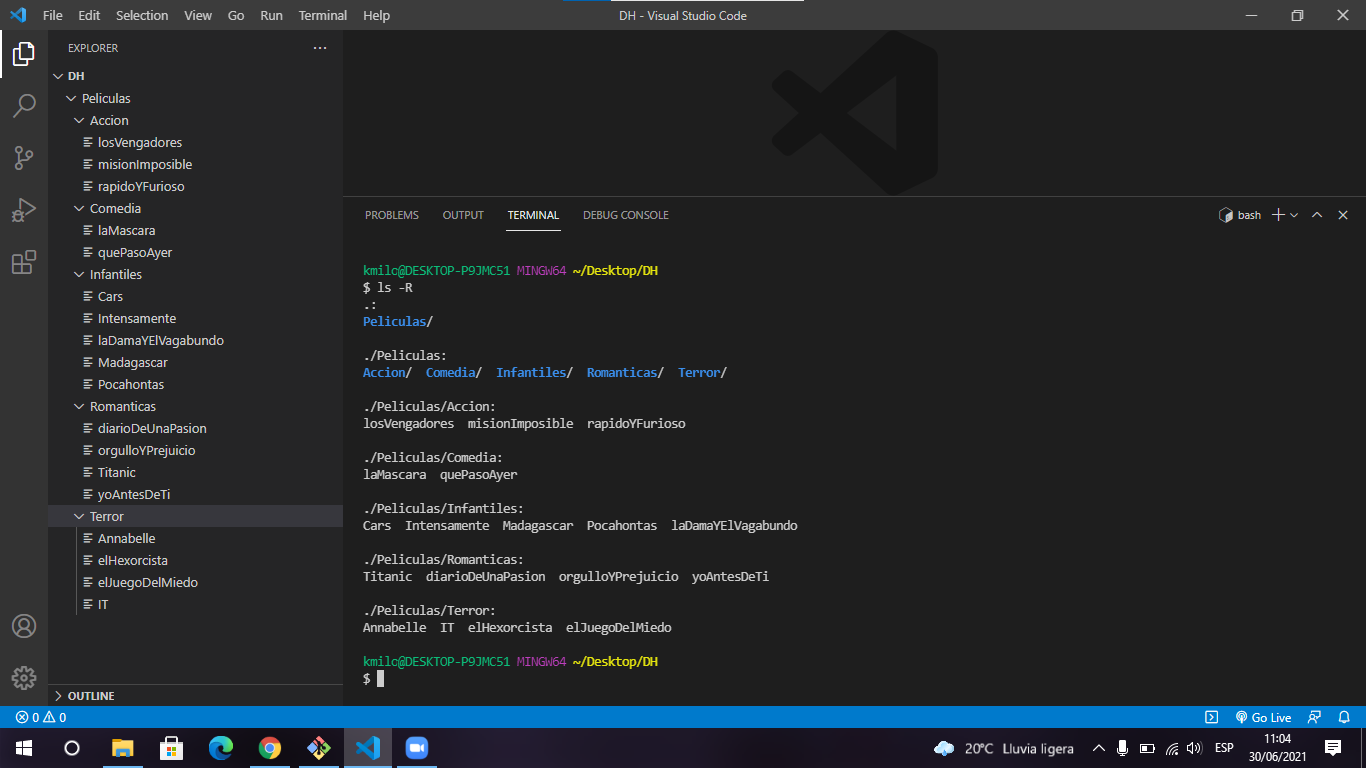 File Edit Selection View Go Run Terminal Help
DH - Visual Studio Code
EXPLORER
DH
Peliculas
Accion
losVengadores
misionImposible
rapidoYFurioso
Comedia
laMascara
quePasoAyer
Infantiles
Cars
Intensamente
laDamaYElVagabundo
Madagascar
Pocahontas
Romanticas
diarioDeUnaPasion
orgulloYPrejuicio
Titanic
yoAntesDeTi
Terror
Annabelle
elHexorcista
elJuegoDelMiedo
IT
OUTLINE
PROBLEMS OUTPUT TERMINAL DEBUG CONSOLE
bash
kmilo@DESKTOP-P9JMC51 MINGW64 ~/Desktop/DH
$ ls -R
.:
Peliculas/
./Peliculas:
Accion/ Comedia/ Infantiles/ Romanticas/ Terror/
./Peliculas/Accion:
losVengadores misionImposible rapidoYFurioso
./Peliculas/Comedia:
laMascara quePasoAyer
./Peliculas/Infantiles:
Cars Intensamente Madagascar Pocahontas laDamaYElVagabundo
./Peliculas/Romanticas:
Titanic diarioDeUnaPasion orgulloYPrejuicio yoAntesDeTi
./Peliculas/Terror:
Annabelle IT elHexorcista elJuegoDelMiedo
kmilo@DESKTOP-P9JMC51 MINGW64 ~/Desktop/DH
$
0 0
Go Live
20°C Lluvia ligera
ESP
11:04
30/06/2021